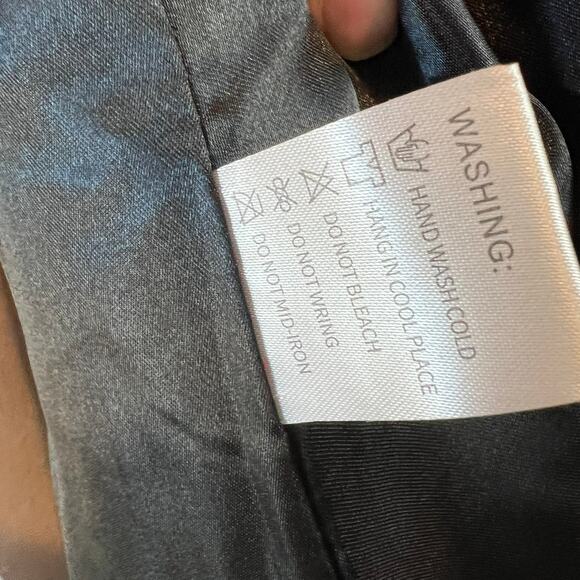 WASHING:
HAND WASH COLD
HANG IN COOL PLACE
DO NOT BLEACH
DO NOT WRING
DO NOT MID-IRON